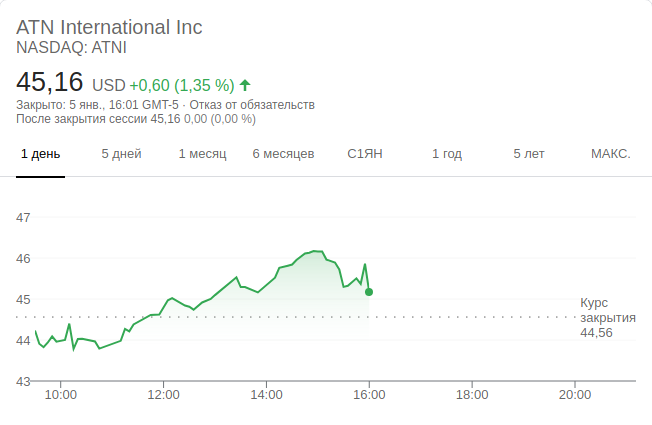 ATN International Inc
NASDAQ: ATNI
45,16 USD +0,60 (1,35 %)
Закрыто: 5 янв., 16:01 GMT-5 · Отказ от обязательств
После закрытия сессии 45,16 0,00 (0,00 %)
1 день 5 дней 1 месяц 6 месяцев С1ЯН 1 год 5 лет МАКС.
47
46
45
Курс
закрытия
44,56
44
43
10:00 12:00 14:00 16:00 18:00 20:00